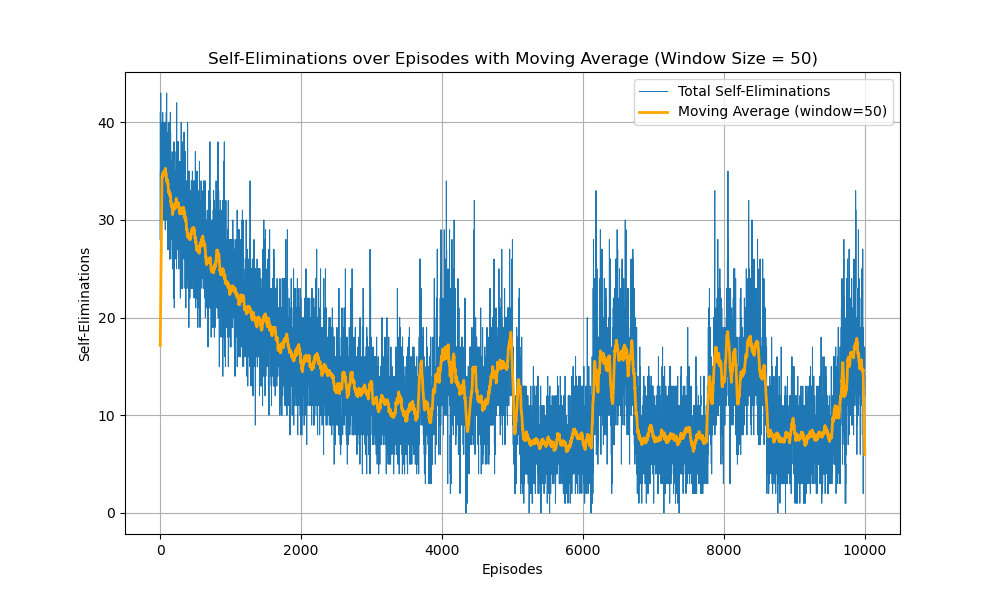 Self-Eliminations over Episodes with Moving Average (Window Size = 50)
Total Self-Eliminations
Moving Average (window=50)
Self-Eliminations
40
30
20
10
0
0 2000 4000 6000 8000 10000
Episodes